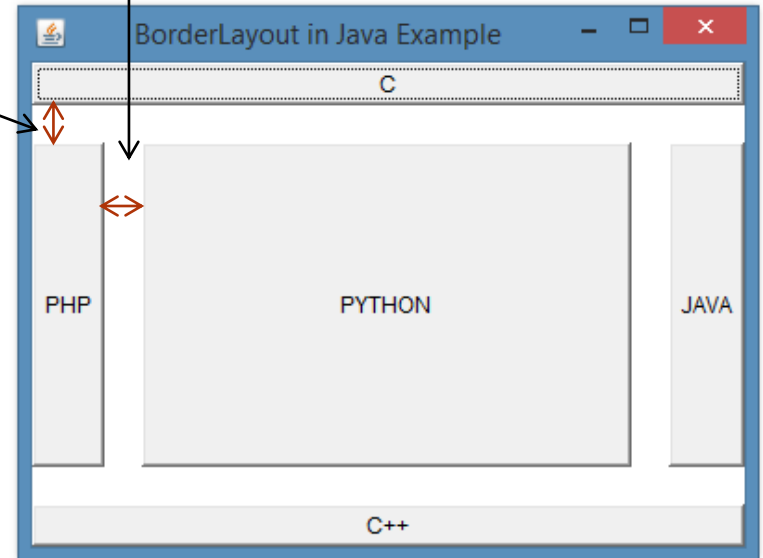 BorderLayout in Java Example
C
PHP
PYTHON
JAVA
C++